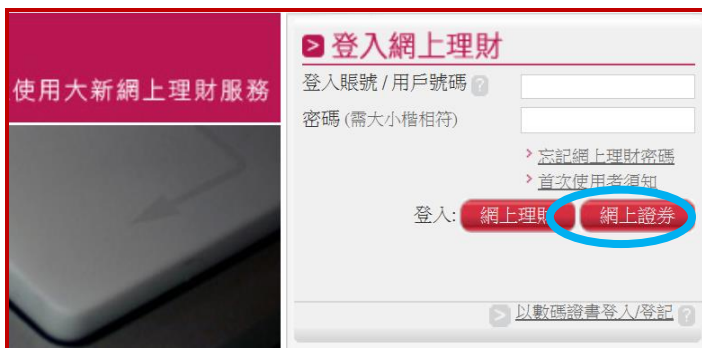 登入網上理財
使用大新網上理財服務
登入賬號 / 用戶號碼 ?
密碼 (需大小楷相符)
忘記網上理財密碼
首次使用者須知
登入: 網上理財 網上證券
以數碼證書登入/登記 ?